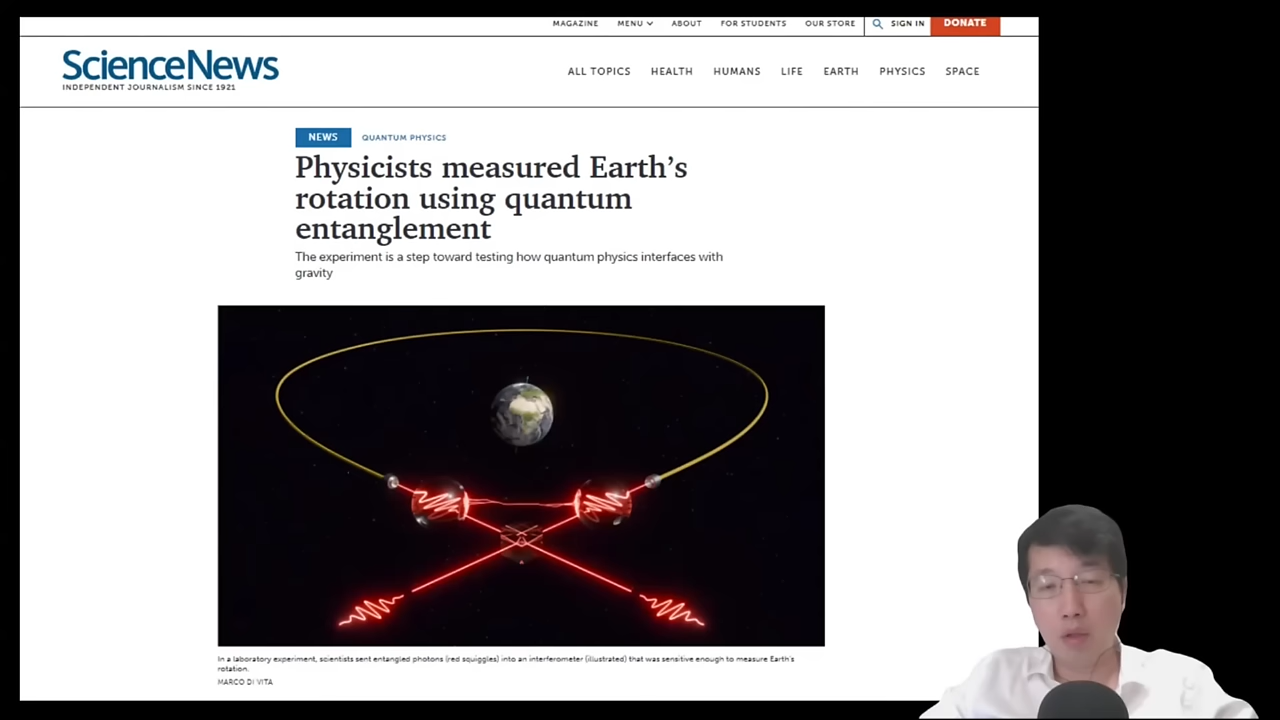 MAGAZINE MENU ABOUT FOR STUDENTS OUR STORE SIGN IN DONATE
ScienceNews
INDEPENDENT JOURNALISM SINCE 1921
ALL TOPICS HEALTH HUMANS LIFE EARTH PHYSICS SPACE
NEWS QUANTUM PHYSICS
Physicists measured Earth’s
rotation using quantum
entanglement
The experiment is a step toward testing how quantum physics interfaces with
gravity
In a laboratory experiment, scientists sent entangled photons (red squiggles) into an interferometer (illustrated) that was sensitive enough to measure Earth's
rotation.
MARCO DI VITA